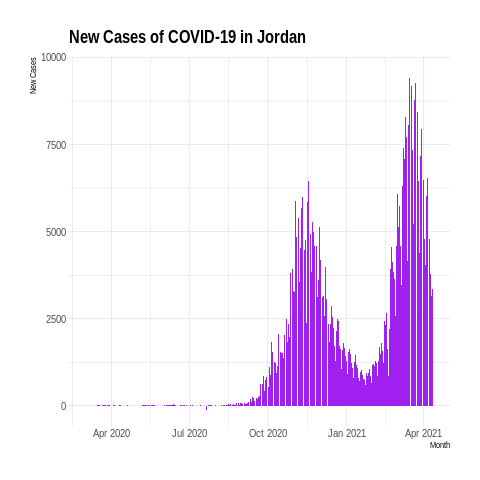 New Cases of COVID-19 in Jordan
New Cases
10000
7500
5000
2500
0
Apr 2020 Jul 2020 Oct 2020 Jan 2021 Apr 2021
Month